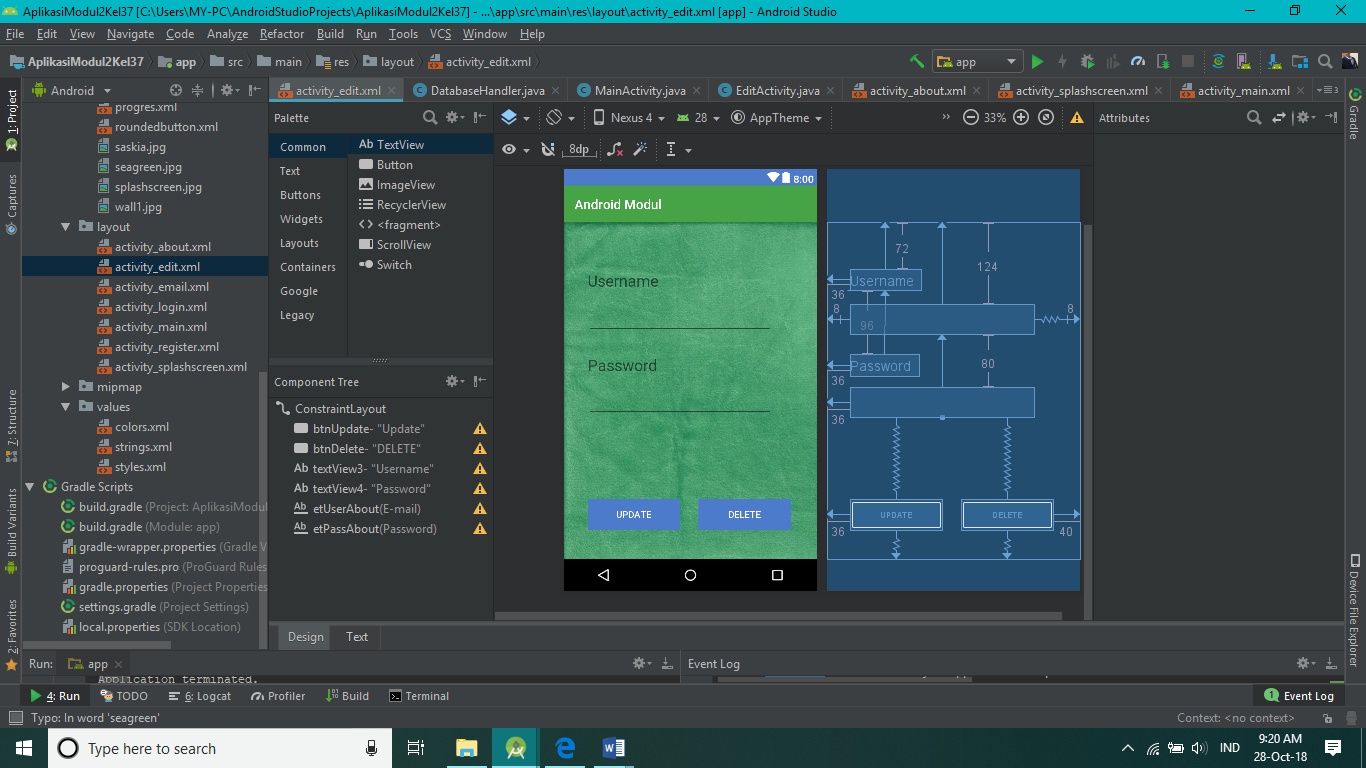 AplikasiModul2Kel37 [C:\Users\MY-PC\AndroidStudioProjects\AplikasiModul2Kel37] - ...\app\src\main\res\layout\activity_edit.xml [app] - Android Studio
File Edit View Navigate Code Analyze Refactor Build Run Tools VCS Window Help
AplikasiModul2Kel37 app src main res layout activity_edit.xml app
Android activity_edit.xml DatabaseHandler.java MainActivity.java EditActivity.java activity_about.xml activity_splashscreen.xml activity_main.xml 3
1: Project
Captures
7: Structure
Build Variants
2: Favorites
progres.xml
roundedbutton.xml
saskia.jpg
seagreen.jpg
splashscreen.jpg
wall1.jpg
layout
activity_about.xml
activity_edit.xml
activity_email.xml
activity_login.xml
activity_main.xml
activity_register.xml
activity_splashscreen.xml
mipmap
values
colors.xml
strings.xml
styles.xml
Gradle Scripts
build.gradle (Project: AplikasiModul
build.gradle (Module: app)
gradle-wrapper.properties (Gradle V
proguard-rules.pro (ProGuard Rules
gradle.properties (Project Properties
settings.gradle (Project Settings)
local.properties (SDK Location)
Palette
Common
Text
Buttons
Widgets
Layouts
Containers
Google
Legacy
Ab TextView
Button
ImageView
RecyclerView
<fragment>
ScrollView
Switch
Component Tree
ConstraintLayout
btnUpdate- "Update"
btnDelete- "DELETE"
Ab textView3- "Username"
Ab textView4- "Password"
Ab etUserAbout(E-mail)
Ab etPassAbout(Password)
Nexus 4 28 AppTheme 33%
8dp
8:00
Android Modul
Username
Password
UPDATE DELETE
72
124
Username
36
8 8
96
Password
80
36
36
UPDATE DELETE
36 40
Attributes
Gradle
Device File Explorer
Design Text
Run: app Event Log
Application terminated.
4: Run TODO 6: Logcat Profiler Build Terminal 1 Event Log
Typo: In word 'seagreen' Context: <no context>
Type here to search IND 9:20 AM
28-Oct-18